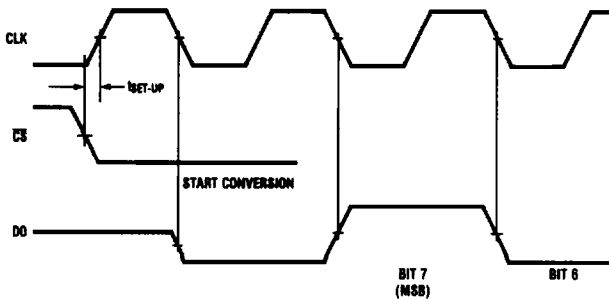 CLK
tSET-UP
CS
START CONVERSION
DO
BIT 7
(MSB)
BIT 6